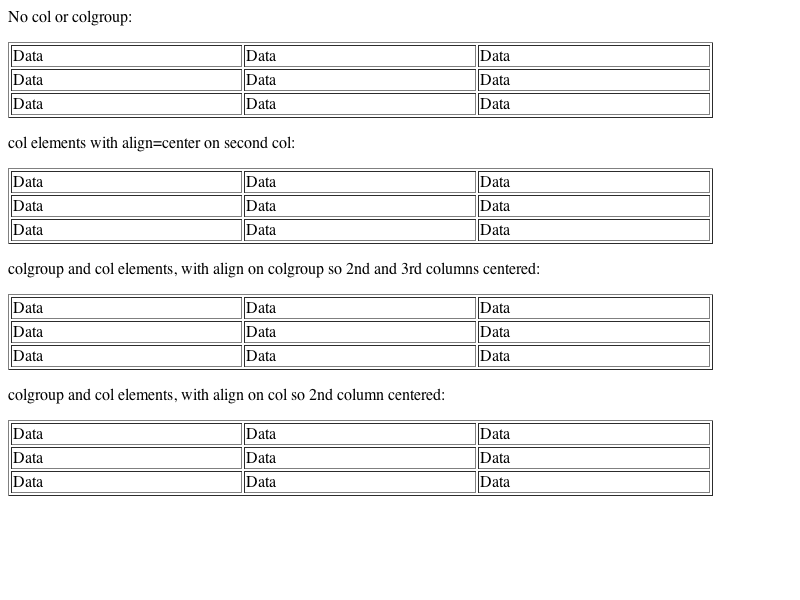 No col or colgroup:
Data Data Data
Data Data Data
Data Data Data
col elements with align=center on second col:
Data Data Data
Data Data Data
Data Data Data
colgroup and col elements, with align on colgroup so 2nd and 3rd columns centered:
Data Data Data
Data Data Data
Data Data Data
colgroup and col elements, with align on col so 2nd column centered:
Data Data Data
Data Data Data
Data Data Data